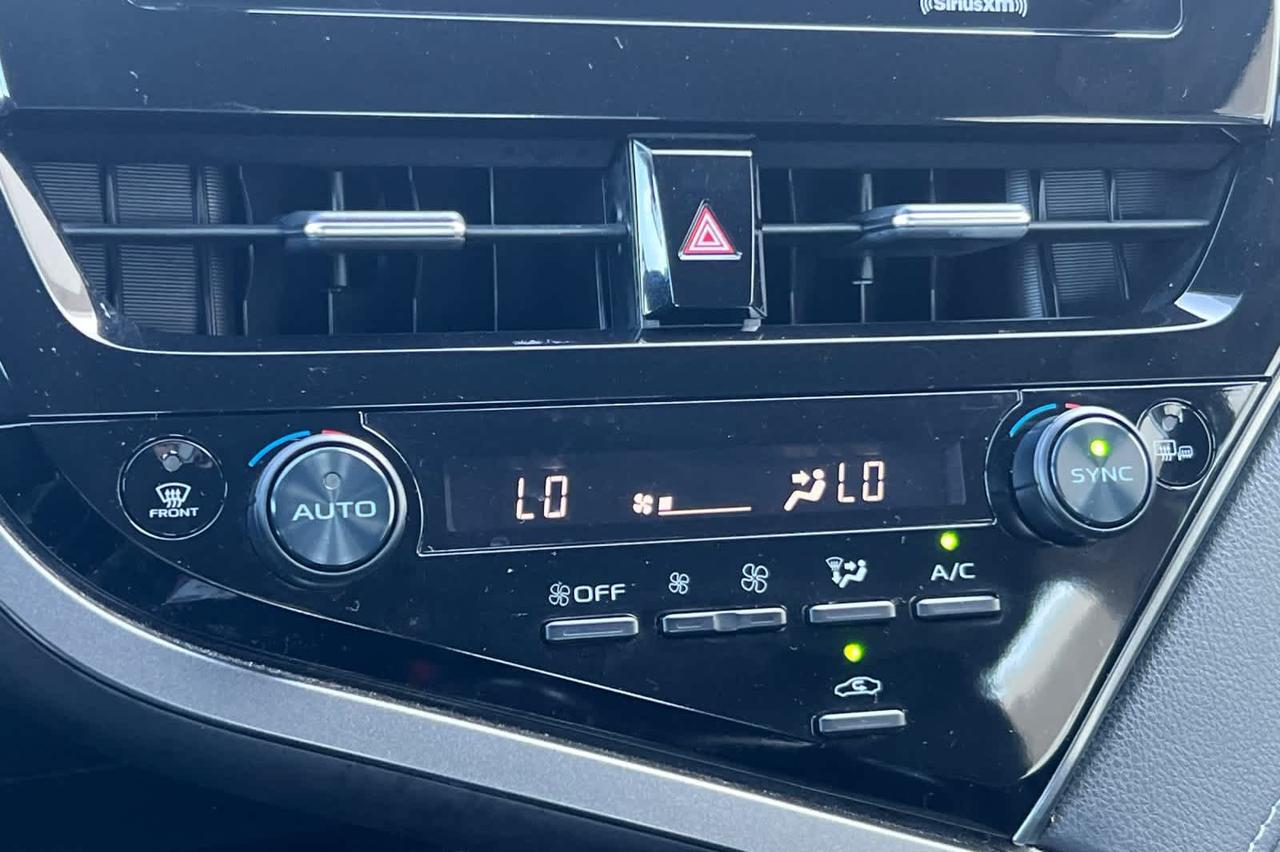 SiriusXM
FRONT
AUTO
LO
LO
SYNC
OFF
A/C